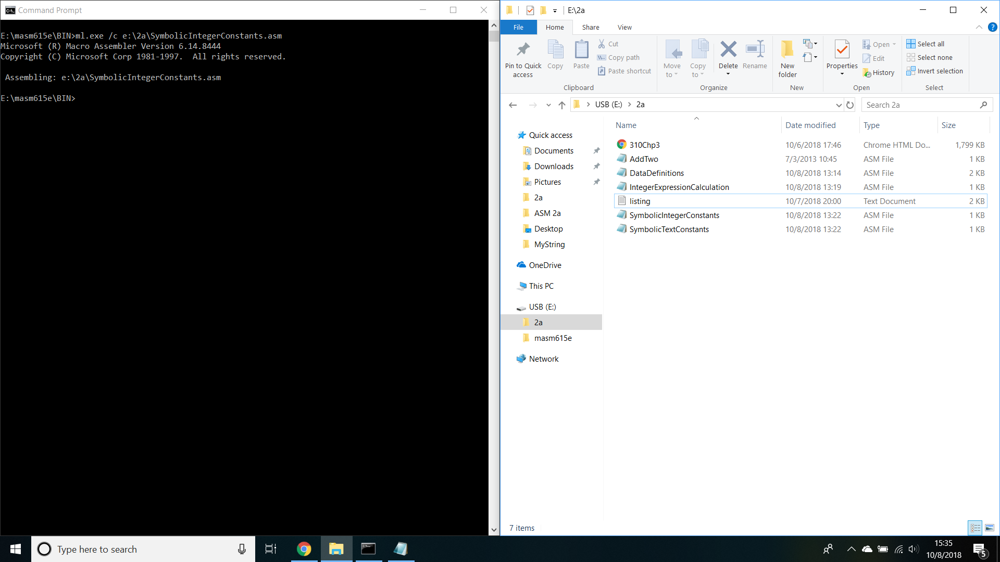 Command Prompt
E:\masm615e\BIN>ml.exe /c e:\2a\SymbolicIntegerConstants.asm
Microsoft (R) Macro Assembler Version 6.14.8444
Copyright (C) Microsoft Corp 1981-1997.  All rights reserved.
 Assembling: e:\2a\SymbolicIntegerConstants.asm
E:\masm615e\BIN>
E:\2a
File Home Share View
Pin to Quick access
Copy
Paste
Cut
Copy path
Paste shortcut
Clipboard
Move to
Copy to
Delete
Rename
Organize
New folder
New
Properties
Open
Edit
History
Open
Select all
Select none
Invert selection
Select
USB (E:) 2a
Search 2a
Quick access
Documents
Downloads
Pictures
2a
ASM 2a
Desktop
MyString
OneDrive
This PC
USB (E:)
2a
masm615e
Network
Name Date modified Type Size
310Chp3 10/6/2018 17:46 Chrome HTML Do... 1,799 KB
AddTwo 7/3/2013 10:45 ASM File 1 KB
DataDefinitions 10/8/2018 13:14 ASM File 2 KB
IntegerExpressionCalculation 10/8/2018 13:19 ASM File 1 KB
listing 10/7/2018 20:00 Text Document 2 KB
SymbolicIntegerConstants 10/8/2018 13:22 ASM File 1 KB
SymbolicTextConstants 10/8/2018 13:22 ASM File 1 KB
7 items
Type here to search
15:35
10/8/2018
5